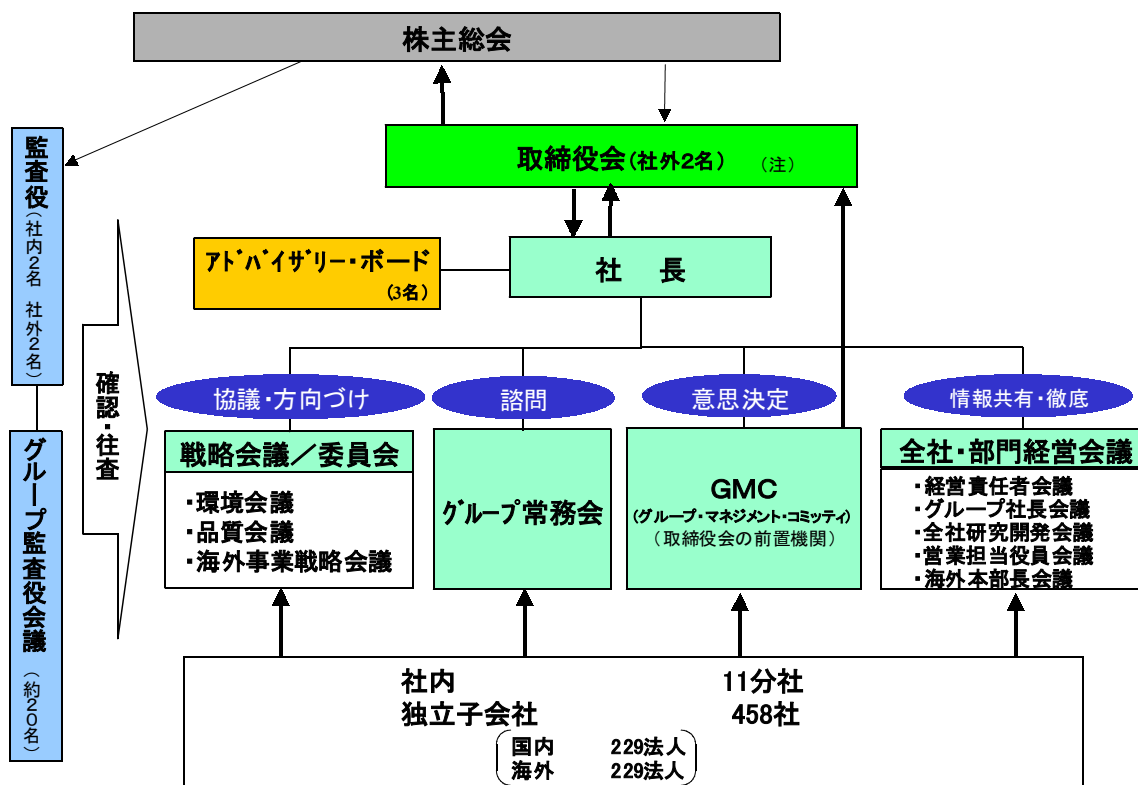 株主総会
取締役会(社外2名) (注)
監査役
(社内2名 社外2名)
アドバイザリー・ボード
(3名)
社 長
確認・往査
協議・方向づけ
諮問
意思決定
情報共有・徹底
戦略会議/委員会
・環境会議
・品質会議
・海外事業戦略会議
グループ常務会
GMC
(グループ・マネジメント・コミッティ)
(取締役会の前置機関)
全社・部門経営会議
・経営責任者会議
・グループ社長会議
・全社研究開発会議
・営業担当役員会議
・海外本部長会議
グループ監査役会議
(約20名)
社内 11分社
独立子会社 458社
国内 229法人
海外 229法人